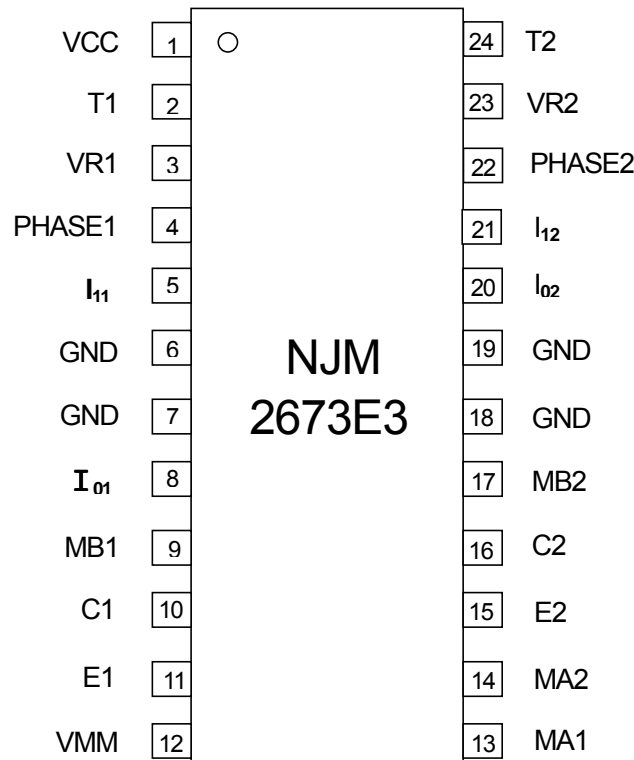 VCC 1 24 T2
T1 2 23 VR2
VR1 3 22 PHASE2
PHASE1 4 21 I₁₂
I₁₁ 5 20 I₀₂
GND 6 NJM 19 GND
GND 7 2673E3 18 GND
I₀₁ 8 17 MB2
MB1 9 16 C2
C1 10 15 E2
E1 11 14 MA2
VMM 12 13 MA1